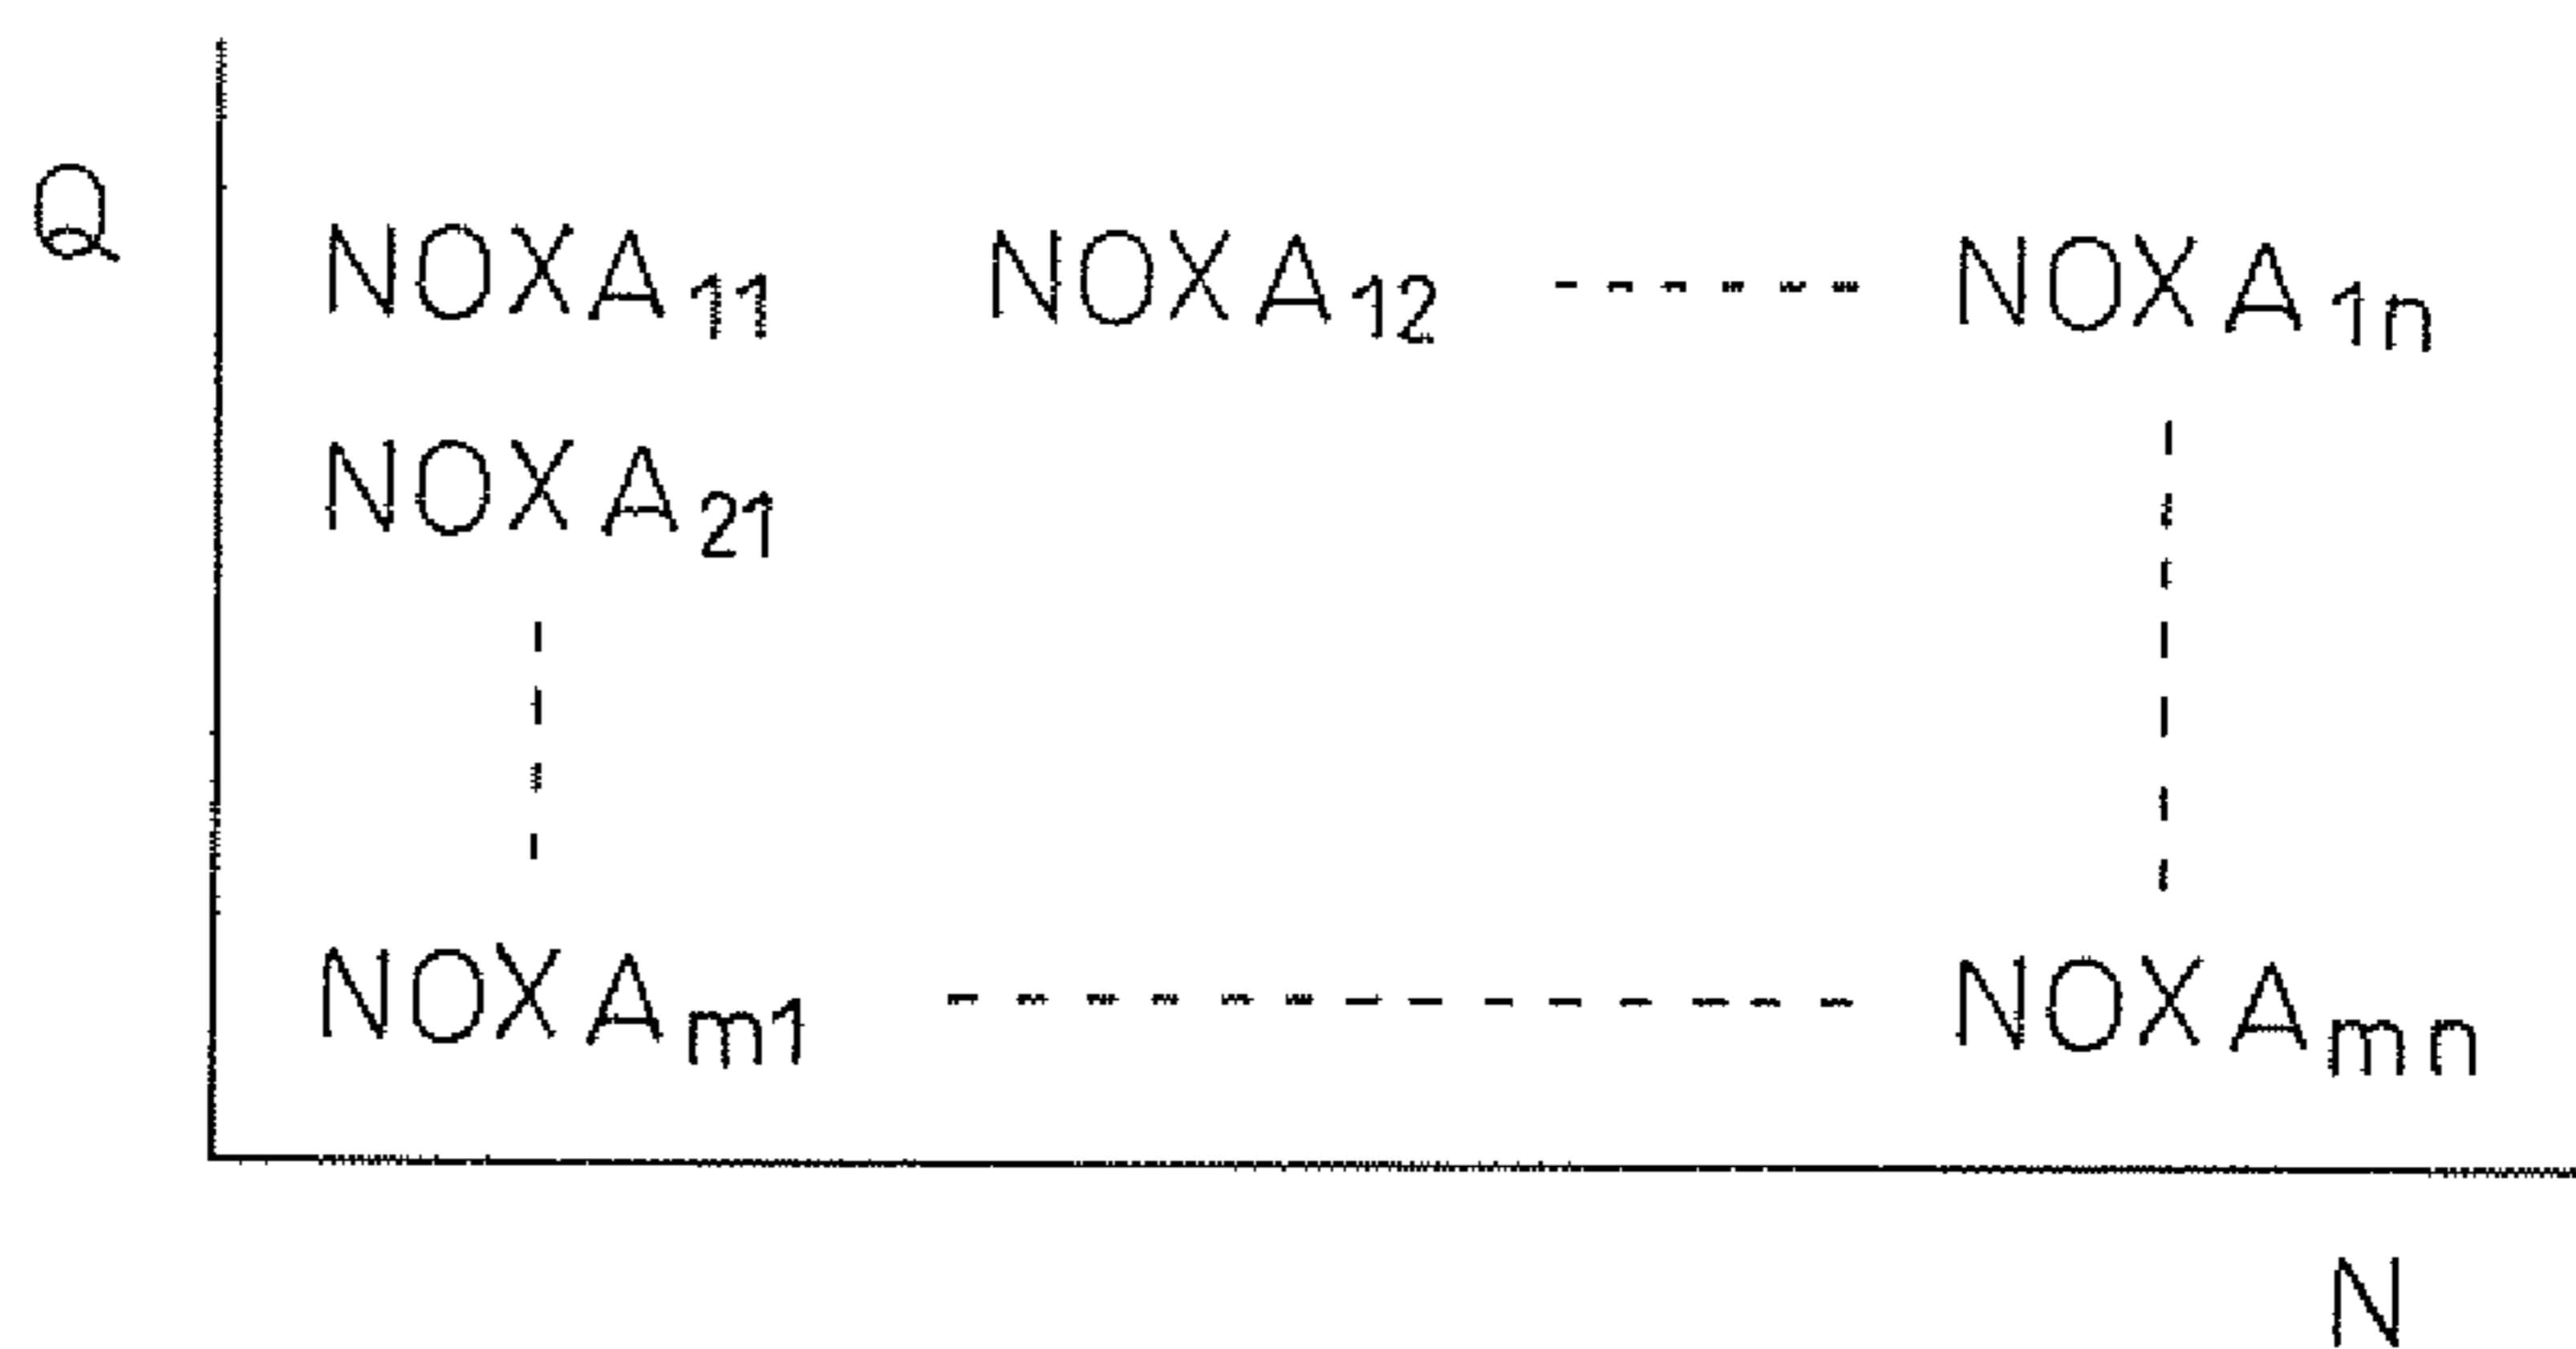 Q
NOXA₁₁ NOXA₁₂ ------ NOXA₁ₙ
NOXA₂₁
NOXAₘ₁ -------------- NOXAₘₙ
N